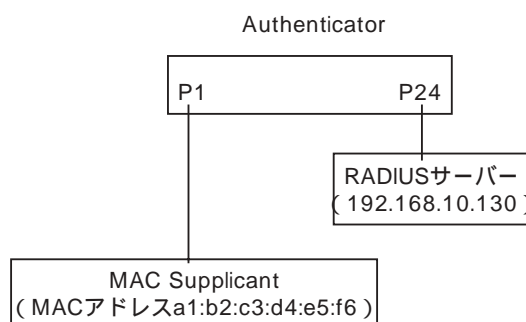 Authenticator
P1 P24
RADIUSサーバー
(192.168.10.130)
MAC Supplicant
(MACアドレスa1:b2:c3:d4:e5:f6)